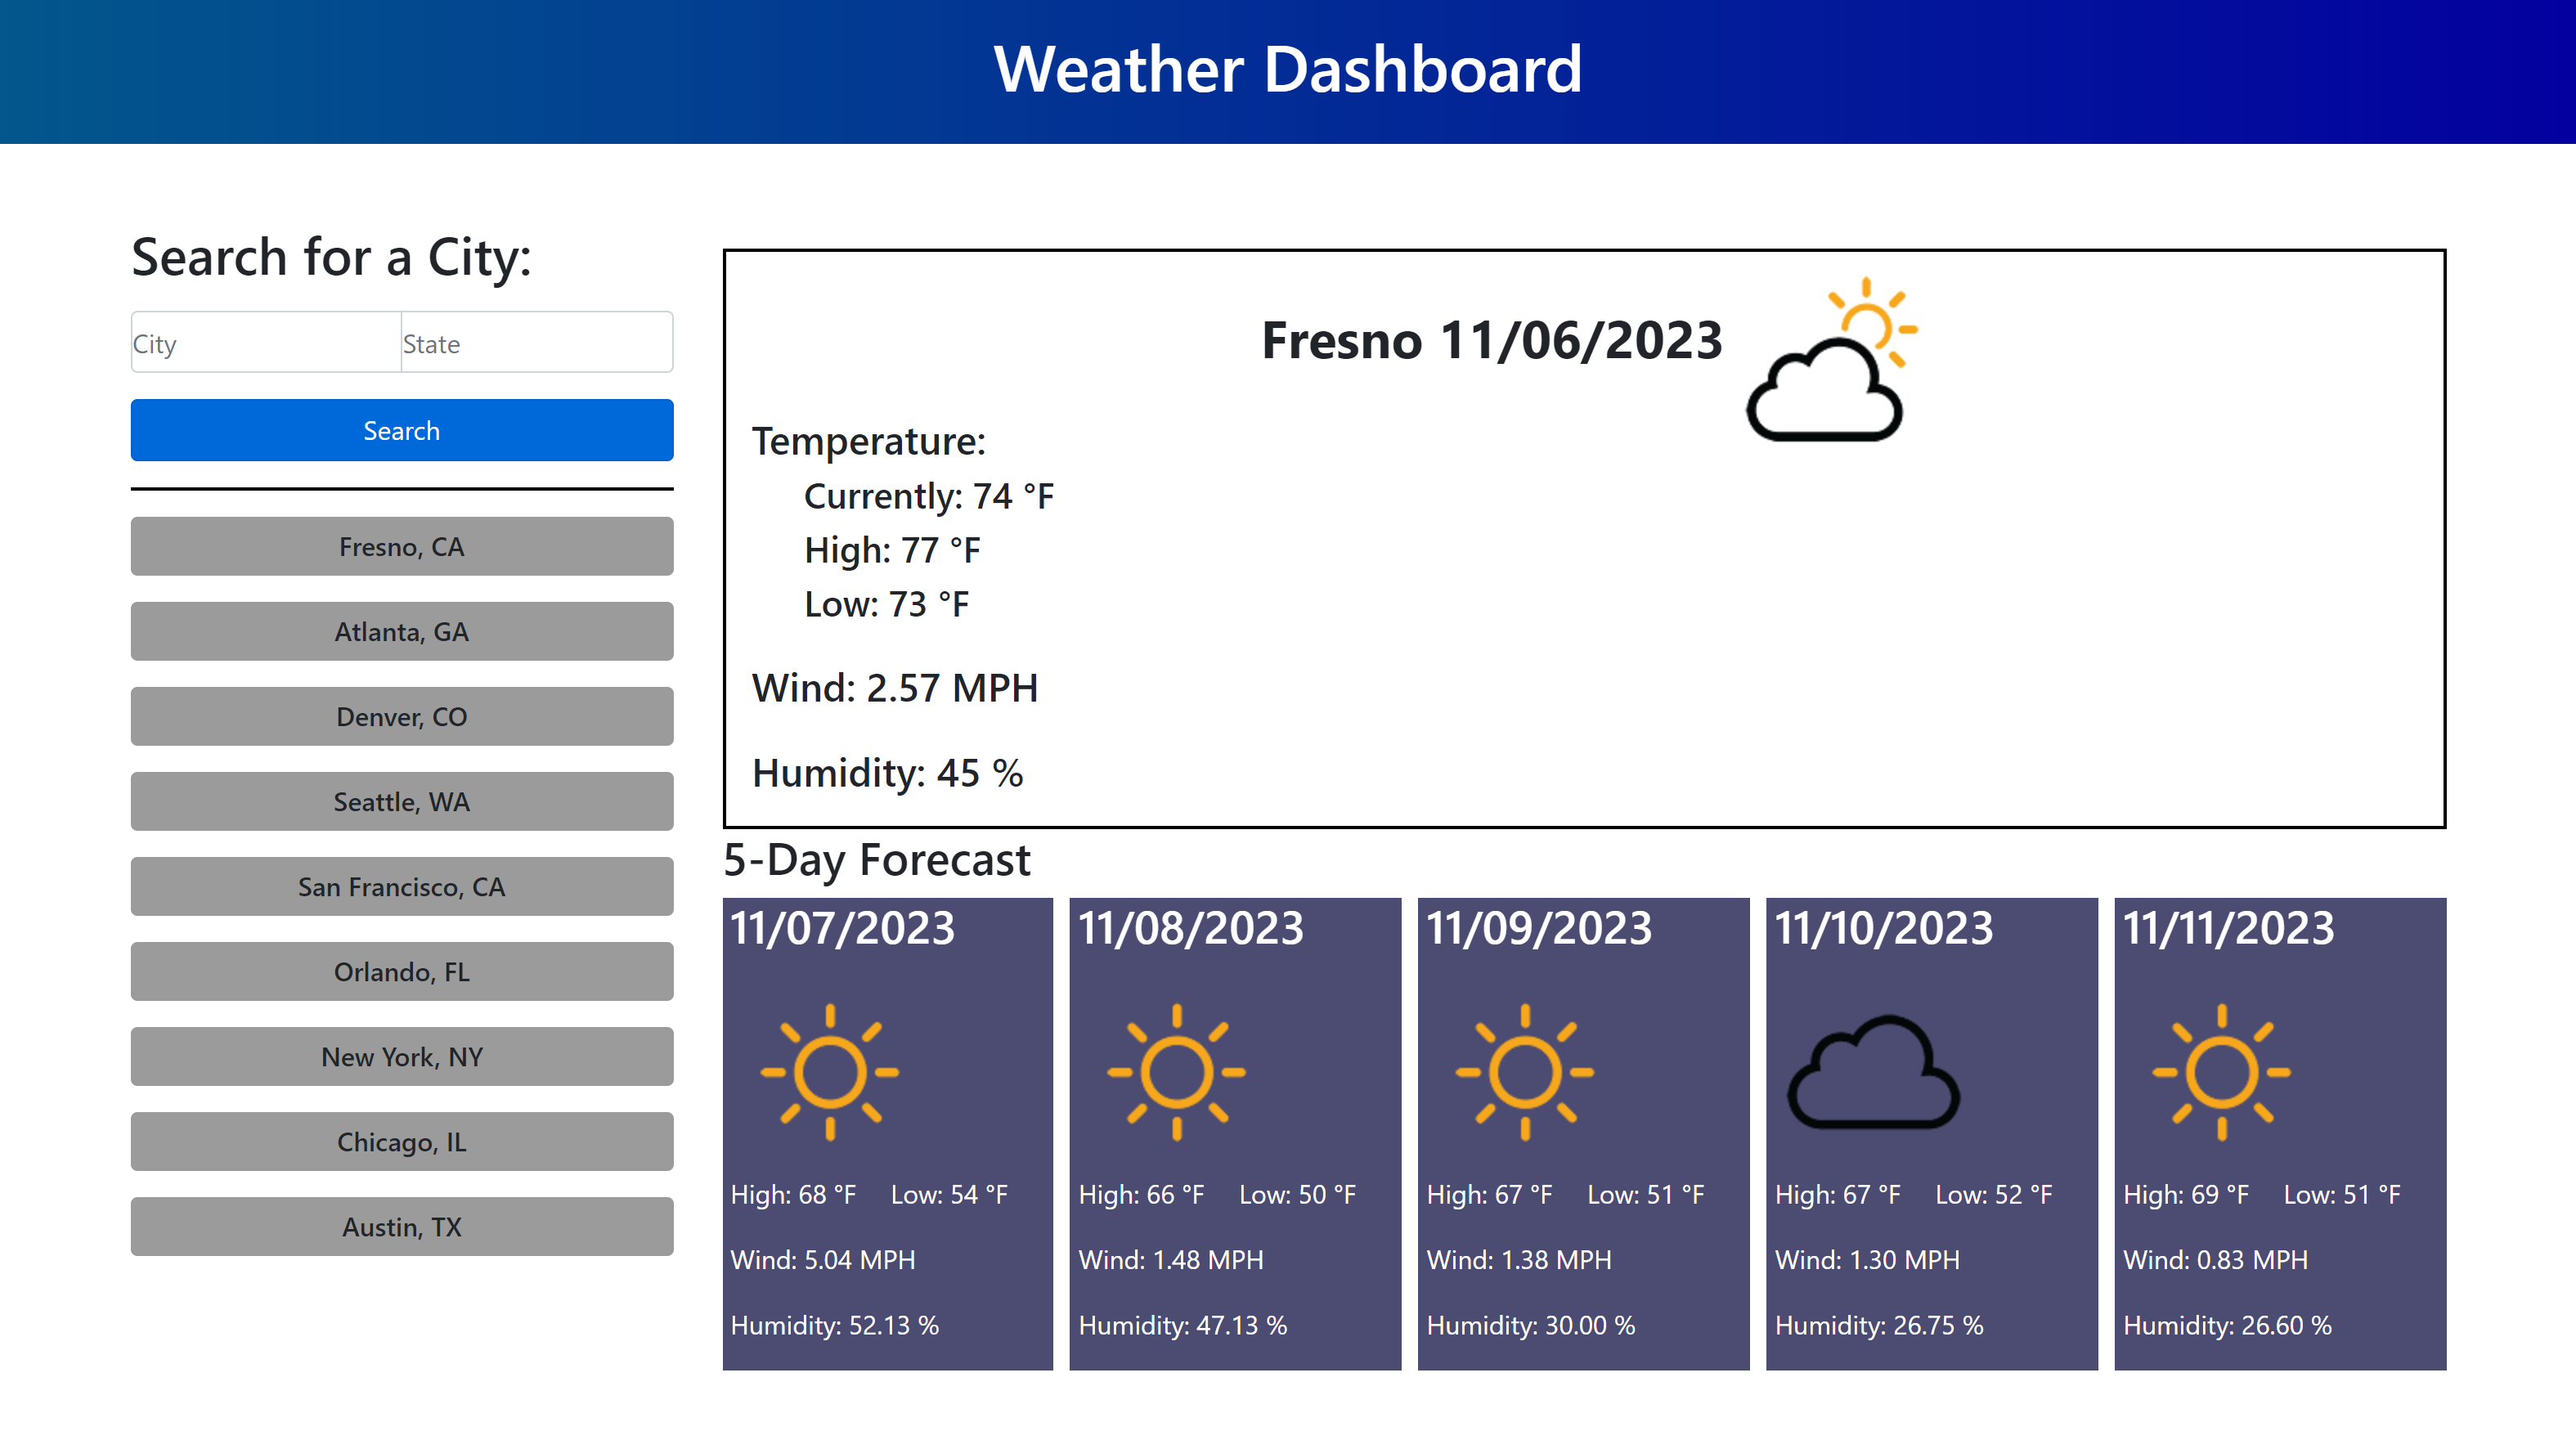 Weather Dashboard
Search for a City:
City
State
Search
Fresno, CA
Atlanta, GA
Denver, CO
Seattle, WA
San Francisco, CA
Orlando, FL
New York, NY
Chicago, IL
Austin, TX
Fresno 11/06/2023
Temperature:
Currently: 74 °F
High: 77 °F
Low: 73 °F
Wind: 2.57 MPH
Humidity: 45 %
5-Day Forecast
11/07/2023
High: 68 °F Low: 54 °F
Wind: 5.04 MPH
Humidity: 52.13 %
11/08/2023
High: 66 °F Low: 50 °F
Wind: 1.48 MPH
Humidity: 47.13 %
11/09/2023
High: 67 °F Low: 51 °F
Wind: 1.38 MPH
Humidity: 30.00 %
11/10/2023
High: 67 °F Low: 52 °F
Wind: 1.30 MPH
Humidity: 26.75 %
11/11/2023
High: 69 °F Low: 51 °F
Wind: 0.83 MPH
Humidity: 26.60 %